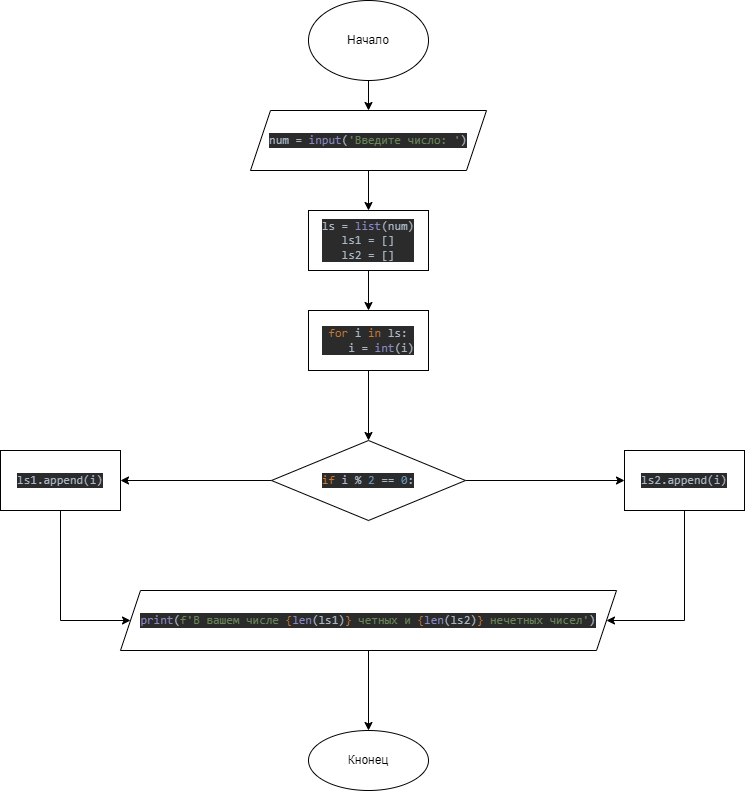 Начало
num = input('Введите число: ')
ls = list(num)
ls1 = []
ls2 = []
for i in ls:
i = int(i)
ls1.append(i)
if i % 2 == 0:
ls2.append(i)
print(f'В вашем числе {len(ls1)} четных и {len(ls2)} нечетных чисел')
Кнонец